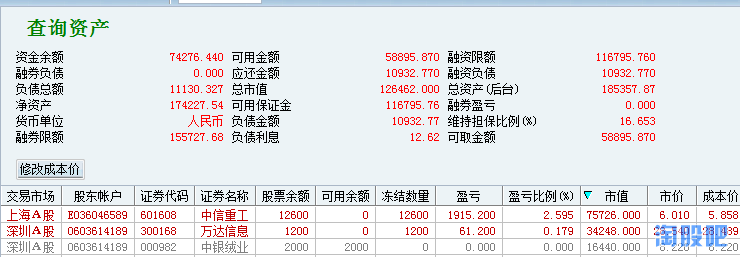 查询资产
资金余额 74276.440 可用金额 58895.870 融资限额 116795.760
融券负债 0.000 应还金额 10932.770 融资负债 10932.770
负债总额 11130.327 总市值 126462.000 总资产(后台) 185357.87
净资产 174227.54 可用保证金 116795.76 融券盈亏 0.000
货币单位 人民币 负债金额 10932.77 维持担保比例(%) 16.653
融券限额 155727.68 负债利息 12.62 可取金额 58895.870
修改成本价
交易市场 股东帐户 证券代码 证券名称 股票余额 可用余额 冻结数量 盈亏 盈亏比例(%) 市值 市价 成本价
上海A股 E036046589 601608 中信重工 12600 0 12600 1915.200 2.595 75726.000 6.010 5.858
深圳A股 0603614189 300168 万达信息 1200 0 1200 61.200 0.179 34248.000
深圳A股 0603614189 000982 中银绒业 2000 2000 0 0.000 0.000 16440.000 8.220 8.220
淘股吧